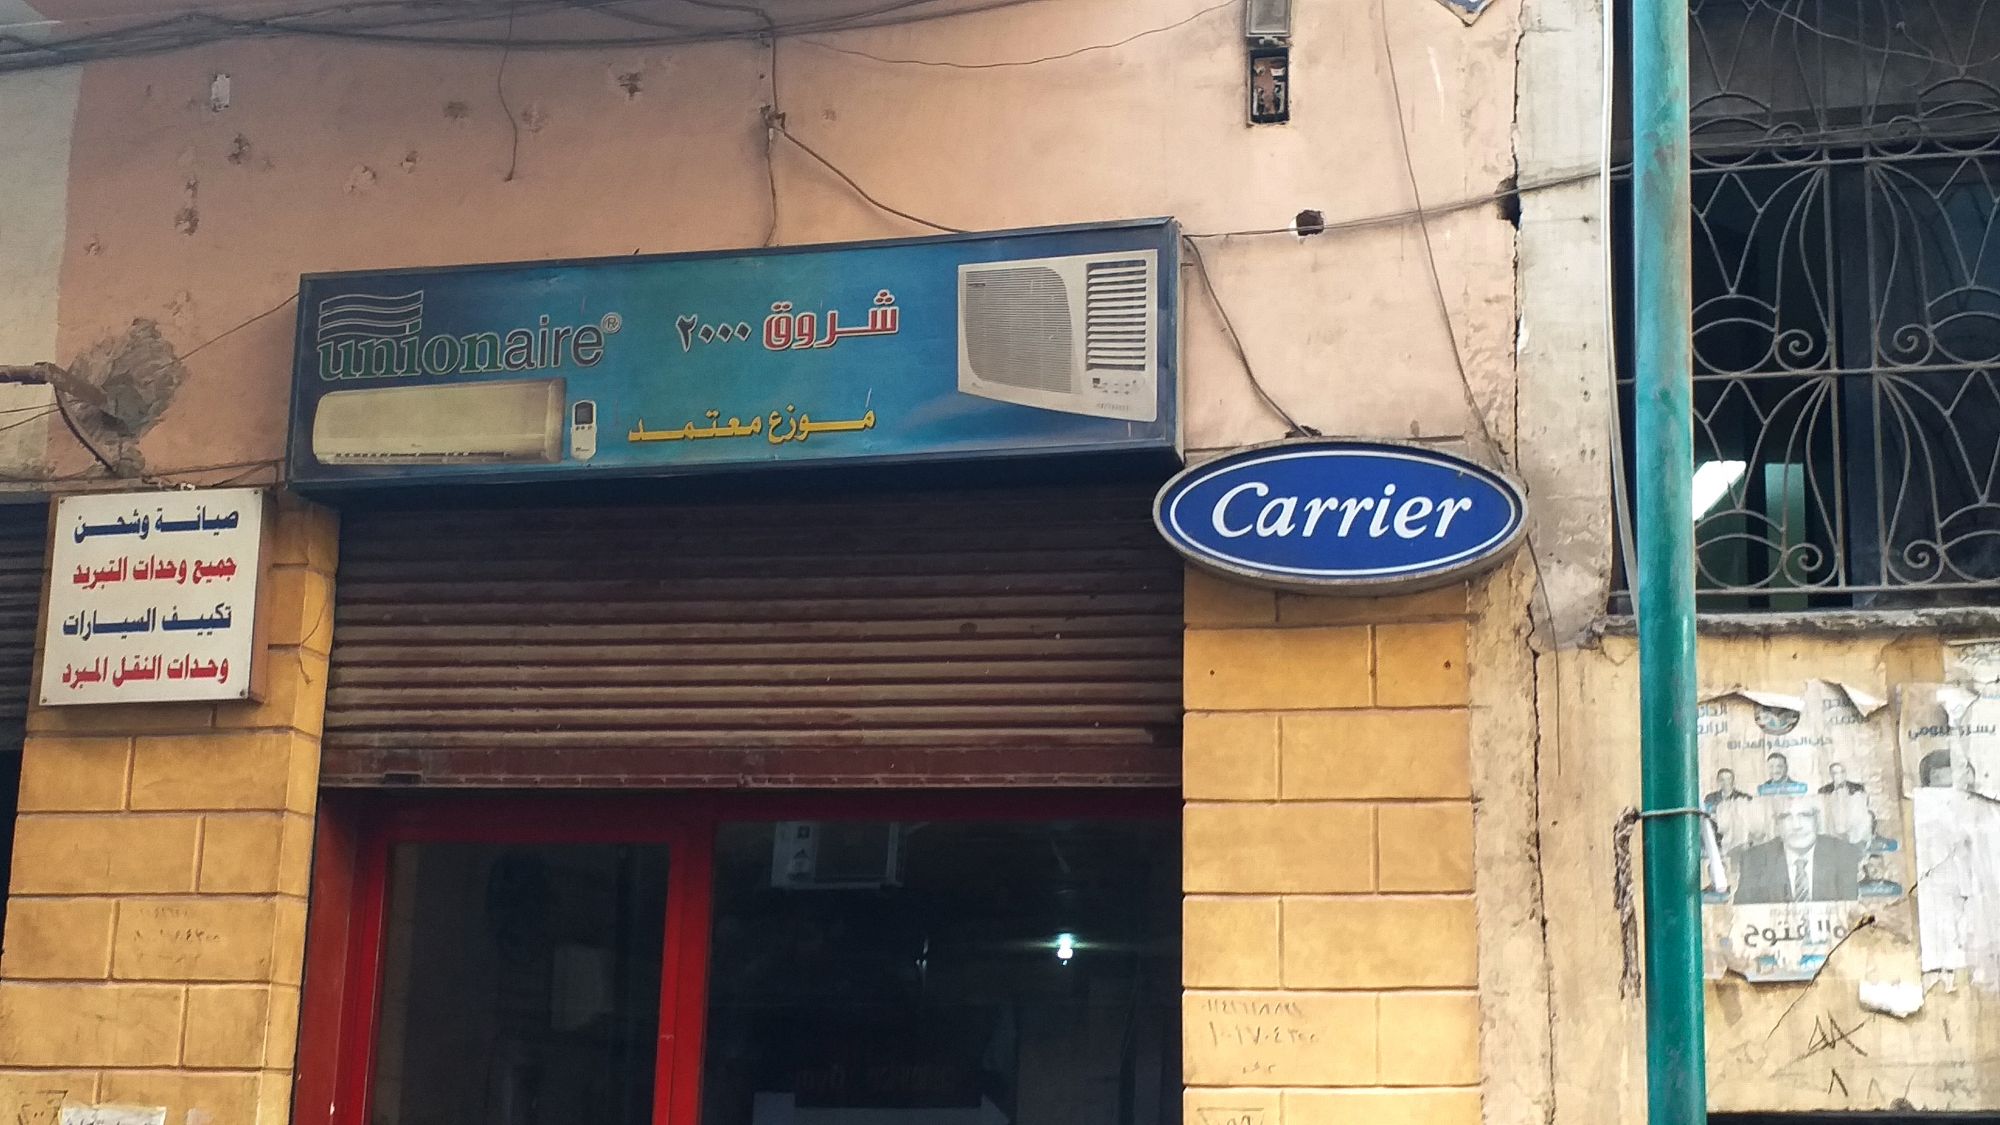 unionaire®
شروق ٢٠٠٠
موزع معتمد
Carrier
صيانة وشحن
جميع وحدات التبريد
تكييف السيارات
وحدات النقل المبرد